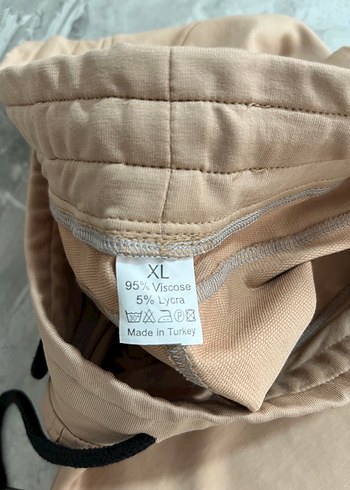 XL
95% Viscose
5% Lycra
Made in Turkey